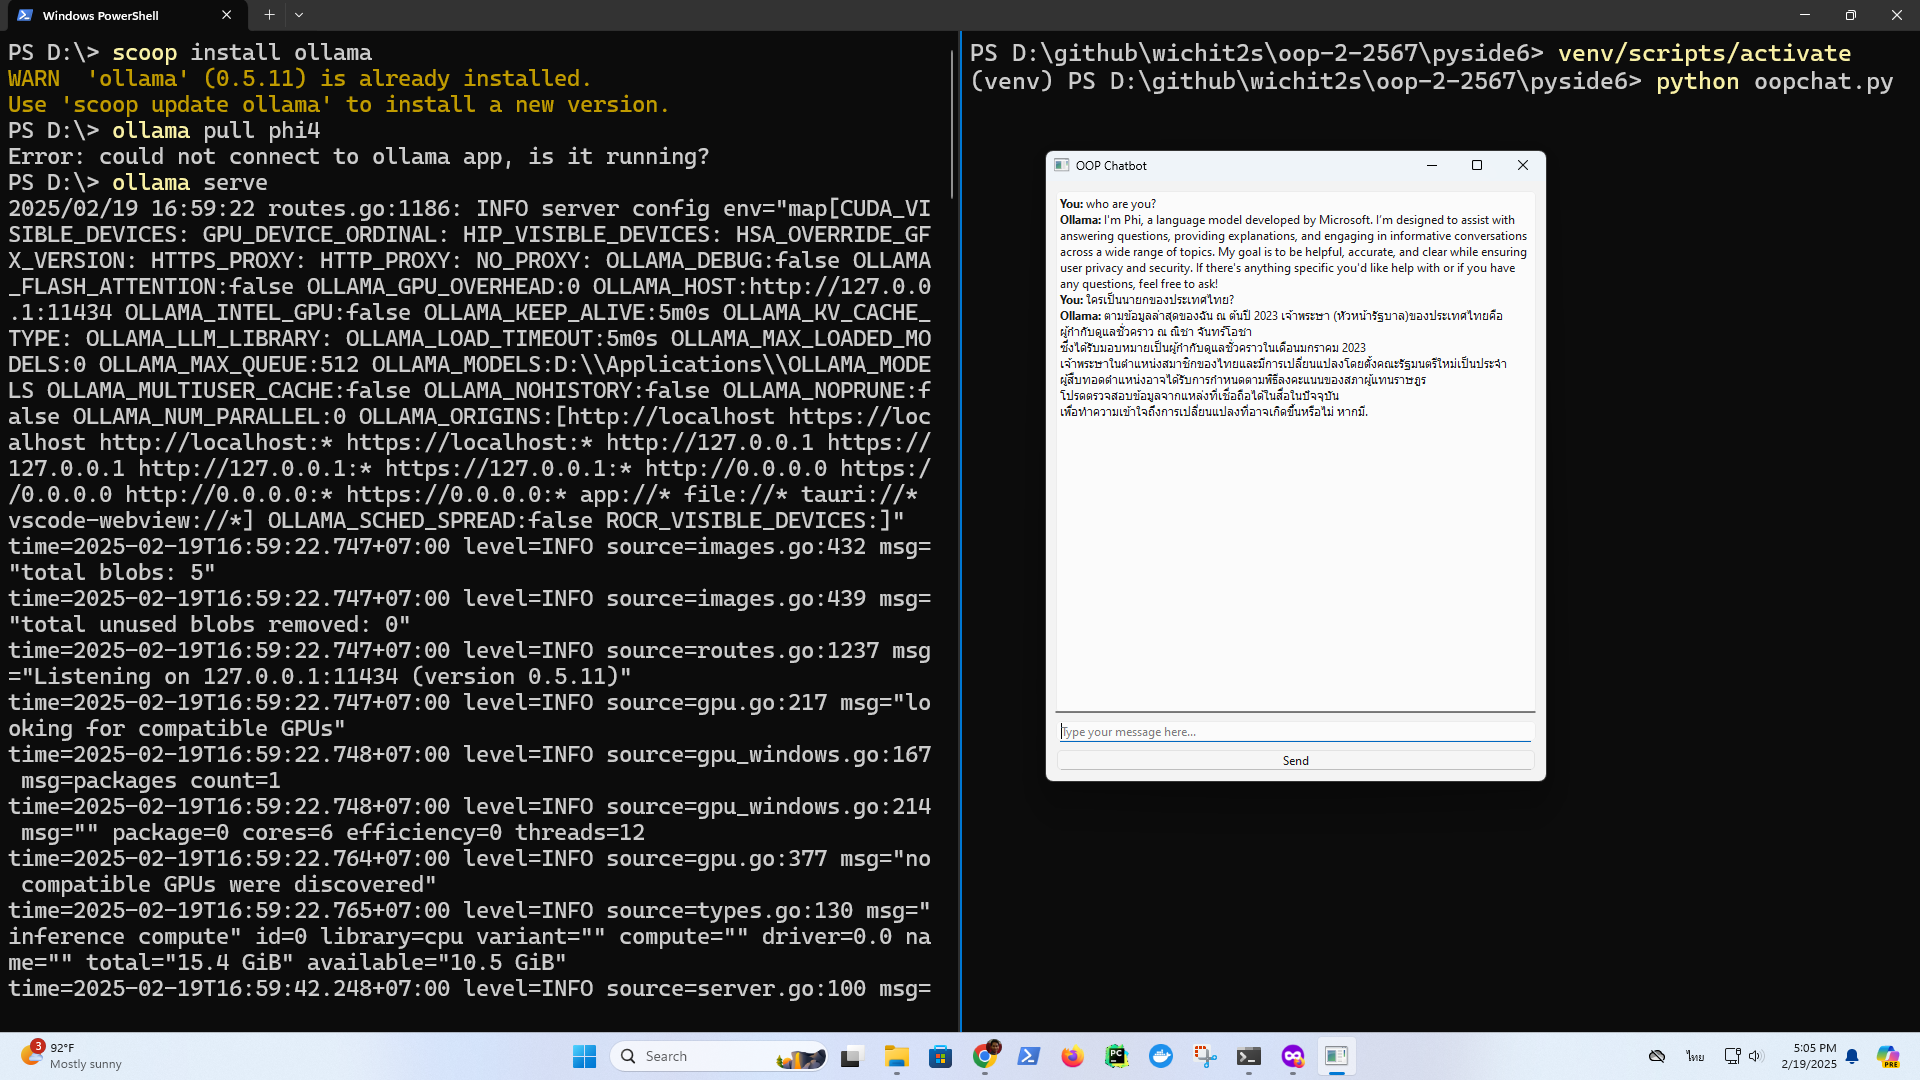 Windows PowerShell
PS D:\> scoop install ollama
WARN  'ollama' (0.5.11) is already installed.
Use 'scoop update ollama' to install a new version.
PS D:\> ollama pull phi4
Error: could not connect to ollama app, is it running?
PS D:\> ollama serve
2025/02/19 16:59:22 routes.go:1186: INFO server config env="map[CUDA_VI
SIBLE_DEVICES: GPU_DEVICE_ORDINAL: HIP_VISIBLE_DEVICES: HSA_OVERRIDE_GF
X_VERSION: HTTPS_PROXY: HTTP_PROXY: NO_PROXY: OLLAMA_DEBUG:false OLLAMA
_FLASH_ATTENTION:false OLLAMA_GPU_OVERHEAD:0 OLLAMA_HOST:http://127.0.0
.1:11434 OLLAMA_INTEL_GPU:false OLLAMA_KEEP_ALIVE:5m0s OLLAMA_KV_CACHE_
TYPE: OLLAMA_LLM_LIBRARY: OLLAMA_LOAD_TIMEOUT:5m0s OLLAMA_MAX_LOADED_MO
DELS:0 OLLAMA_MAX_QUEUE:512 OLLAMA_MODELS:D:\\Applications\\OLLAMA_MODE
LS OLLAMA_MULTIUSER_CACHE:false OLLAMA_NOHISTORY:false OLLAMA_NOPRUNE:f
alse OLLAMA_NUM_PARALLEL:0 OLLAMA_ORIGINS:[http://localhost https://loc
alhost http://localhost:* https://localhost:* http://127.0.0.1 https://
127.0.0.1 http://127.0.0.1:* https://127.0.0.1:* http://0.0.0.0 https:/
/0.0.0.0 http://0.0.0.0:* https://0.0.0.0:* app://* file://* tauri://*
vscode-webview://*] OLLAMA_SCHED_SPREAD:false ROCR_VISIBLE_DEVICES:]"
time=2025-02-19T16:59:22.747+07:00 level=INFO source=images.go:432 msg=
"total blobs: 5"
time=2025-02-19T16:59:22.747+07:00 level=INFO source=images.go:439 msg=
"total unused blobs removed: 0"
time=2025-02-19T16:59:22.747+07:00 level=INFO source=routes.go:1237 msg
="Listening on 127.0.0.1:11434 (version 0.5.11)"
time=2025-02-19T16:59:22.747+07:00 level=INFO source=gpu.go:217 msg="lo
oking for compatible GPUs"
time=2025-02-19T16:59:22.748+07:00 level=INFO source=gpu_windows.go:167
 msg=packages count=1
time=2025-02-19T16:59:22.748+07:00 level=INFO source=gpu_windows.go:214
 msg="" package=0 cores=6 efficiency=0 threads=12
time=2025-02-19T16:59:22.764+07:00 level=INFO source=gpu.go:377 msg="no
 compatible GPUs were discovered"
time=2025-02-19T16:59:22.765+07:00 level=INFO source=types.go:130 msg="
inference compute" id=0 library=cpu variant="" compute="" driver=0.0 na
me="" total="15.4 GiB" available="10.5 GiB"
time=2025-02-19T16:59:42.248+07:00 level=INFO source=server.go:100 msg=
PS D:\github\wichit2s\oop-2-2567\pyside6> venv/scripts/activate
(venv) PS D:\github\wichit2s\oop-2-2567\pyside6> python oopchat.py
OOP Chatbot
You: who are you?
Ollama: I'm Phi, a language model developed by Microsoft. I'm designed to assist with
answering questions, providing explanations, and engaging in informative conversations
across a wide range of topics. My goal is to be helpful, accurate, and clear while ensuring
user privacy and security. If there's anything specific you'd like help with or if you have
any questions, feel free to ask!
You: ใครเป็นนายกของประเทศไทย?
Ollama: ตามข้อมูลล่าสุดของฉัน ณ ต้นปี 2023 เจ้าพระษา (หัวหน้ารัฐบาล)ของประเทศไทยคือ
ผู้กำกับดูแลชั่วคราว ณ ณิชา จันทร์โอชา
ซึ่งได้รับมอบหมายเป็นผู้กำกับดูแลชั่วคราวในเดือนมกราคม 2023
เจ้าพระษาในตำแหน่งสมาชิกของไทยและมีการเปลี่ยนแปลงโดยตั้งคณะรัฐมนตรีใหม่เป็นประจำ
ผู้สืบทอดตำแหน่งอาจได้รับการกำหนดตามพิธีลงคะแนนของสภาผู้แทนราษฎร
โปรดตรวจสอบข้อมูลจากแหล่งที่เชื่อถือได้ในสื่อในปัจจุบัน
เพื่อทำความเข้าใจถึงการเปลี่ยนแปลงที่อาจเกิดขึ้นหรือไม่ หากมี.
Type your message here...
Send
3
92°F
Mostly sunny
Search
PC
ไทย
5:05 PM
2/19/2025
PRE